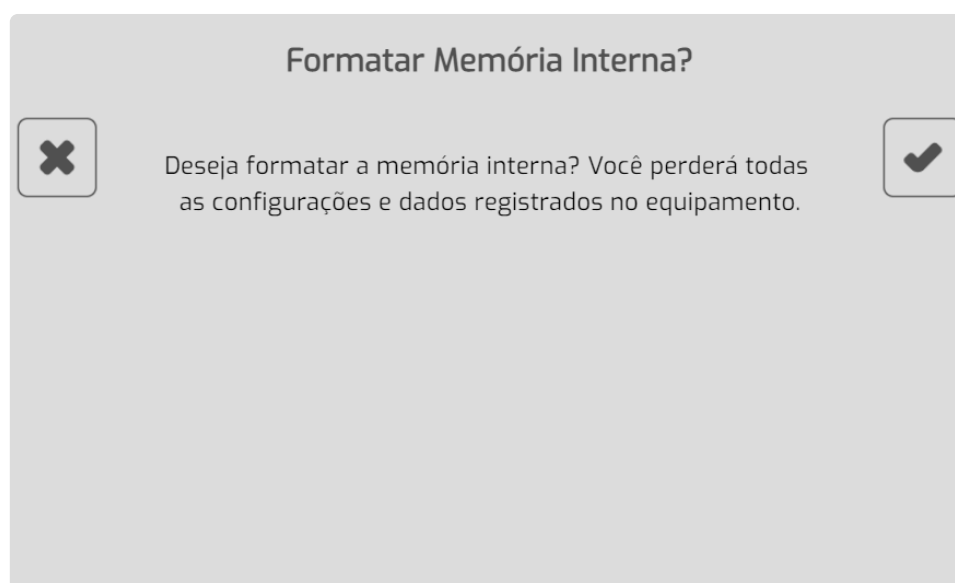 Formatar Memória Interna?
Deseja formatar a memória interna? Você perderá todas
as configurações e dados registrados no equipamento.